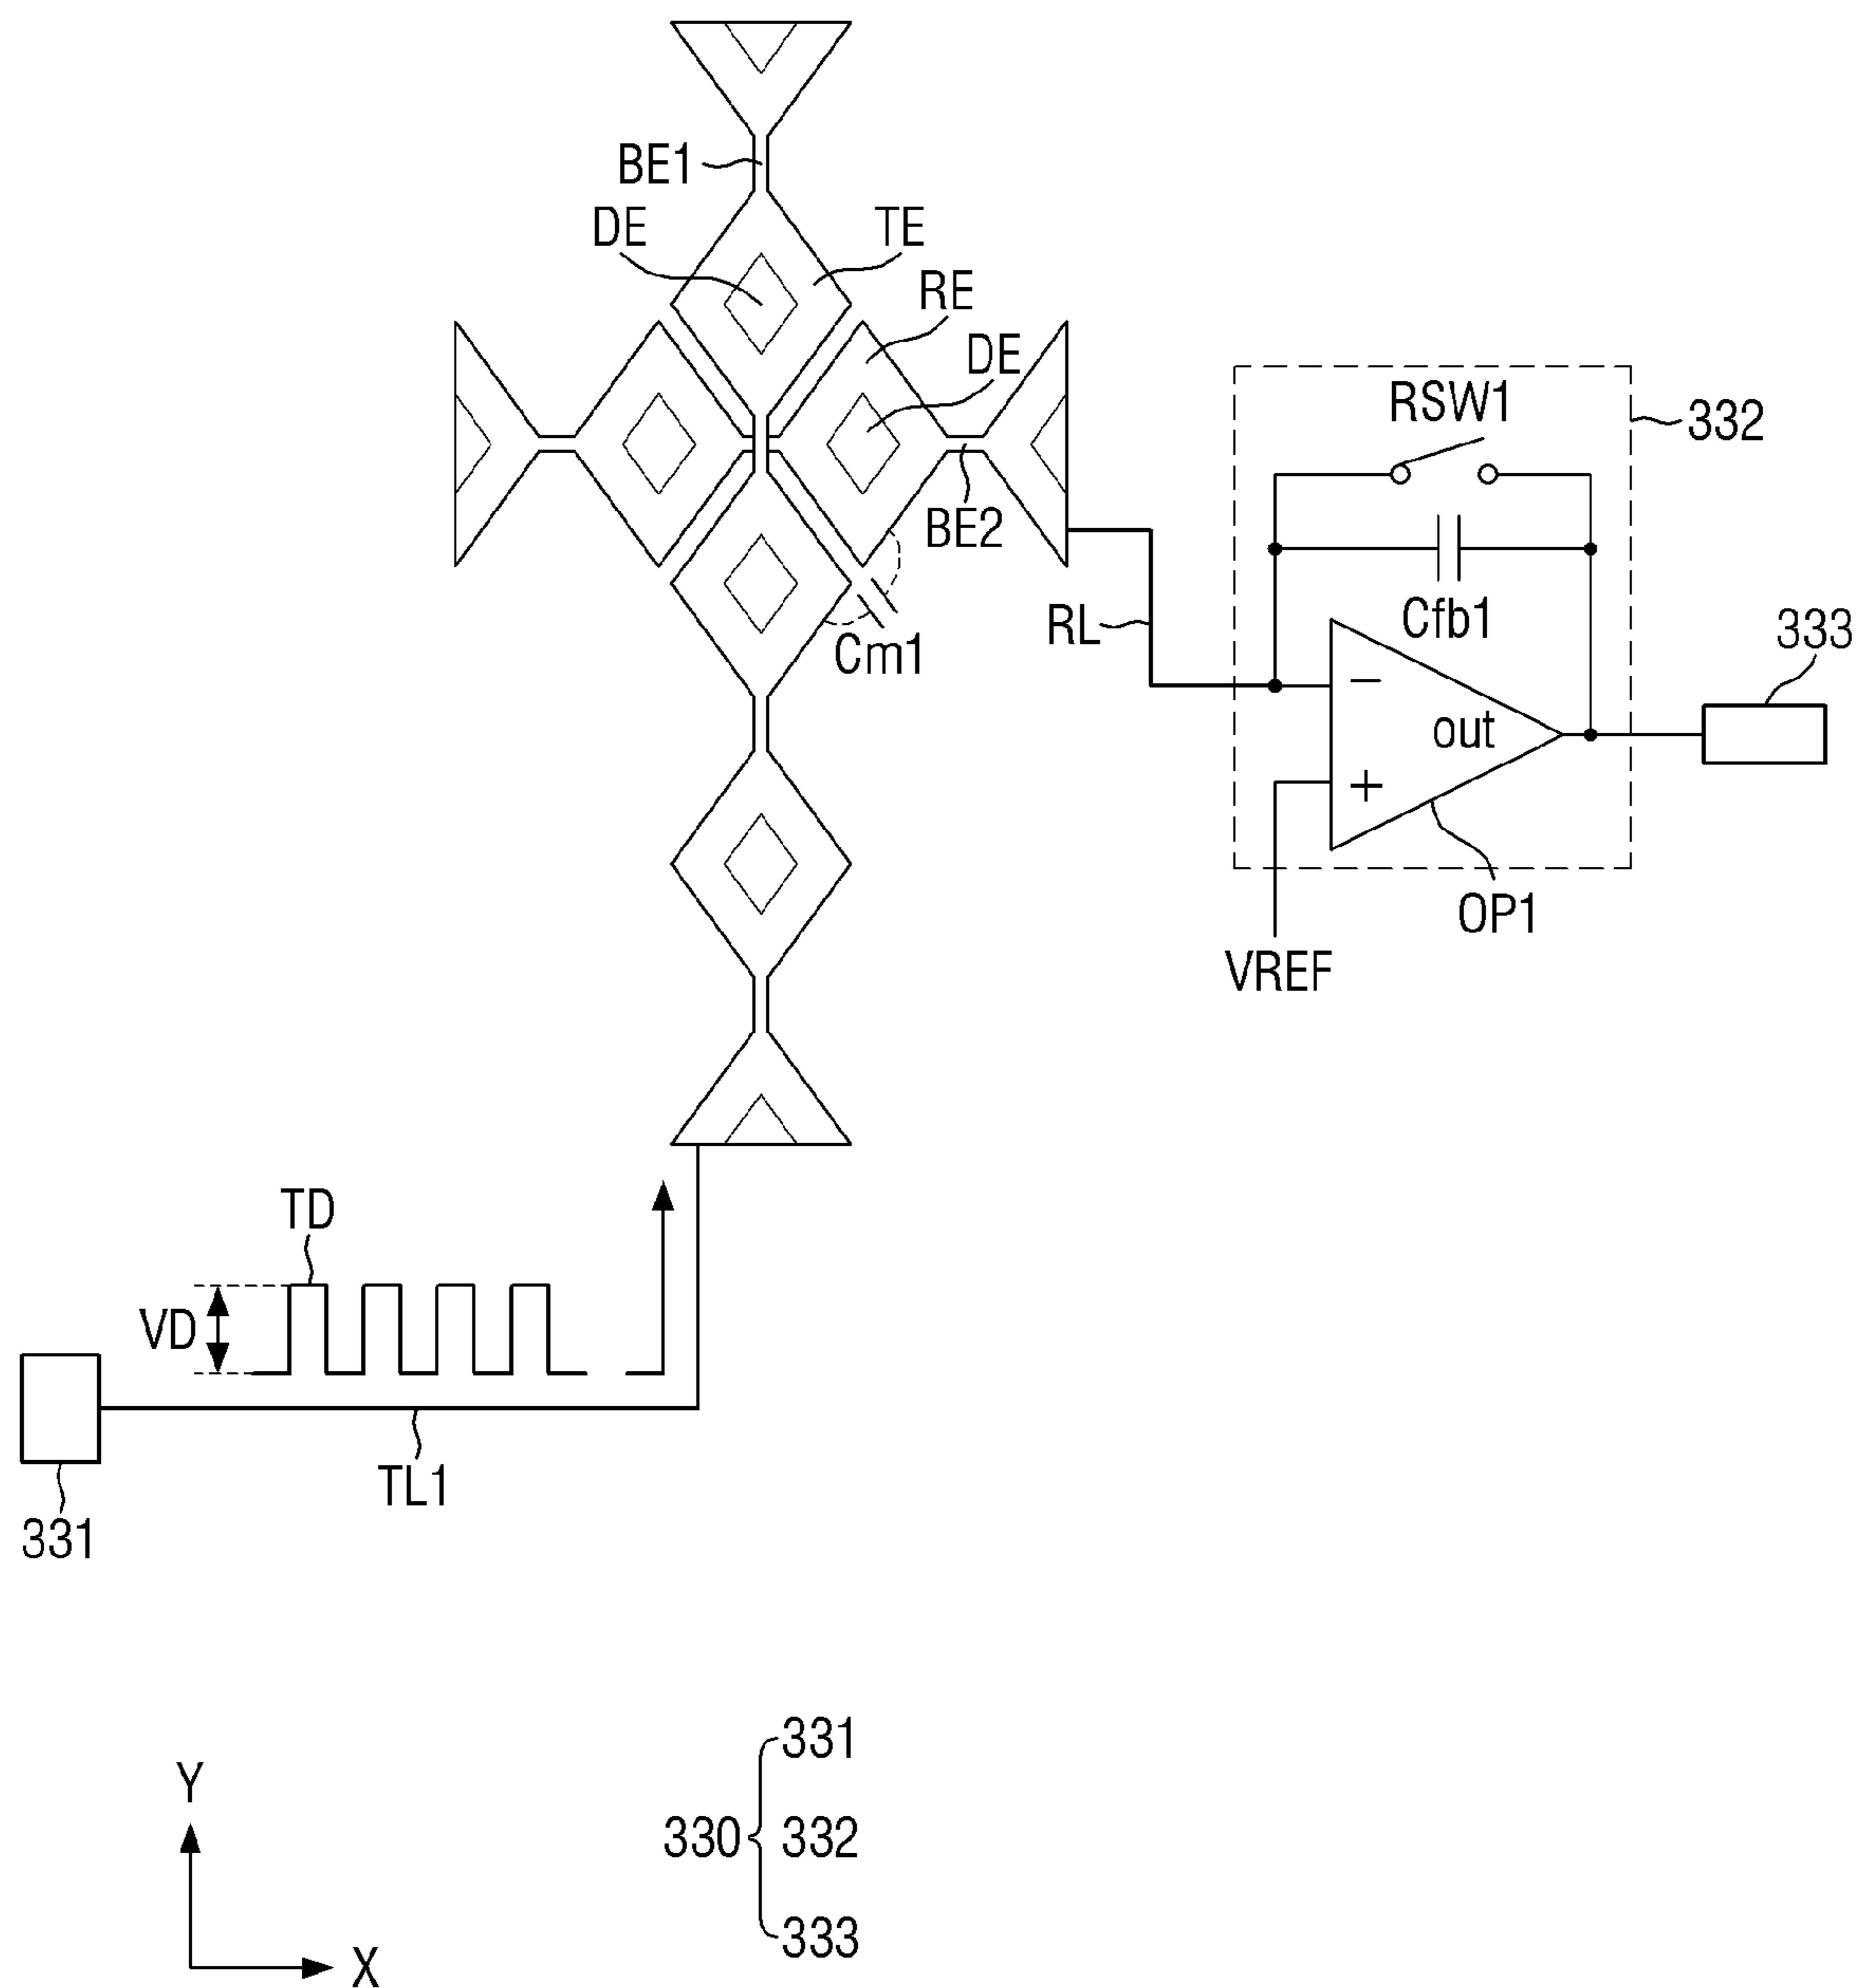 BE1
DE
TE
RE
DE
RSW1
332
BE2
Cfb1
RL
333
Cm1
−
out
+
OP1
VREF
TD
VD
TL1
331
331
Y
330
332
333
X